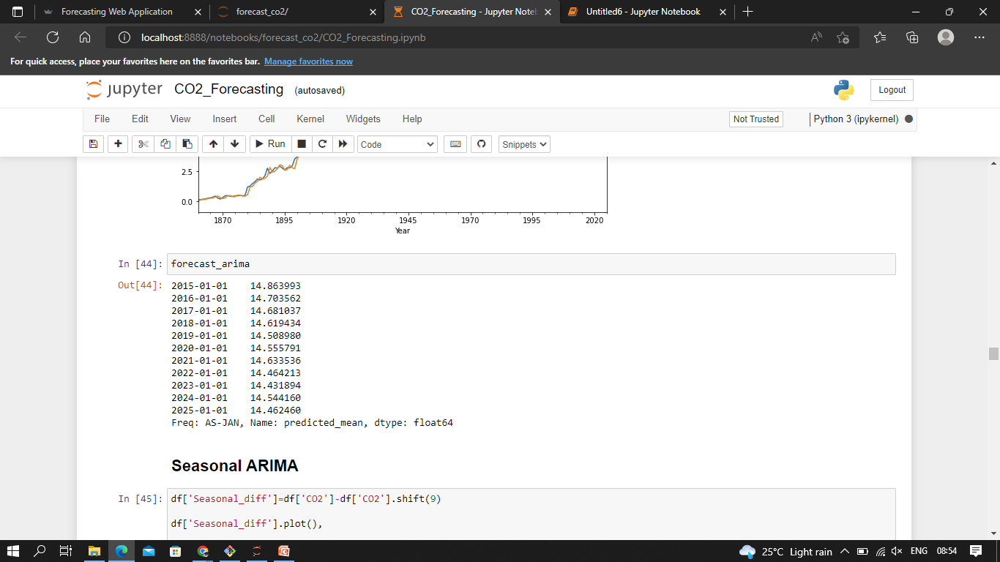 Forecasting Web Application
forecast_co2/
CO2_Forecasting - Jupyter Noteb
Untitled6 - Jupyter Notebook
localhost:8888/notebooks/forecast_co2/CO2_Forecasting.ipynb
For quick access, place your favorites here on the favorites bar. Manage favorites now
jupyter CO2_Forecasting (autosaved)
Logout
File Edit View Insert Cell Kernel Widgets Help
Not Trusted
Python 3 (ipykernel)
Run
Code
Snippets
2.5
0.0
1870 1895 1920 1945 1970 1995 2020
Year
In [44]: forecast_arima
Out[44]: 2015-01-01 14.863993
2016-01-01 14.703562
2017-01-01 14.681037
2018-01-01 14.619434
2019-01-01 14.508980
2020-01-01 14.555791
2021-01-01 14.633536
2022-01-01 14.464213
2023-01-01 14.431894
2024-01-01 14.544160
2025-01-01 14.462460
Freq: AS-JAN, Name: predicted_mean, dtype: float64
Seasonal ARIMA
In [45]: df['Seasonal_diff']=df['CO2']-df['CO2'].shift(9)
df['Seasonal_diff'].plot(),
25°C Light rain
ENG 08:54